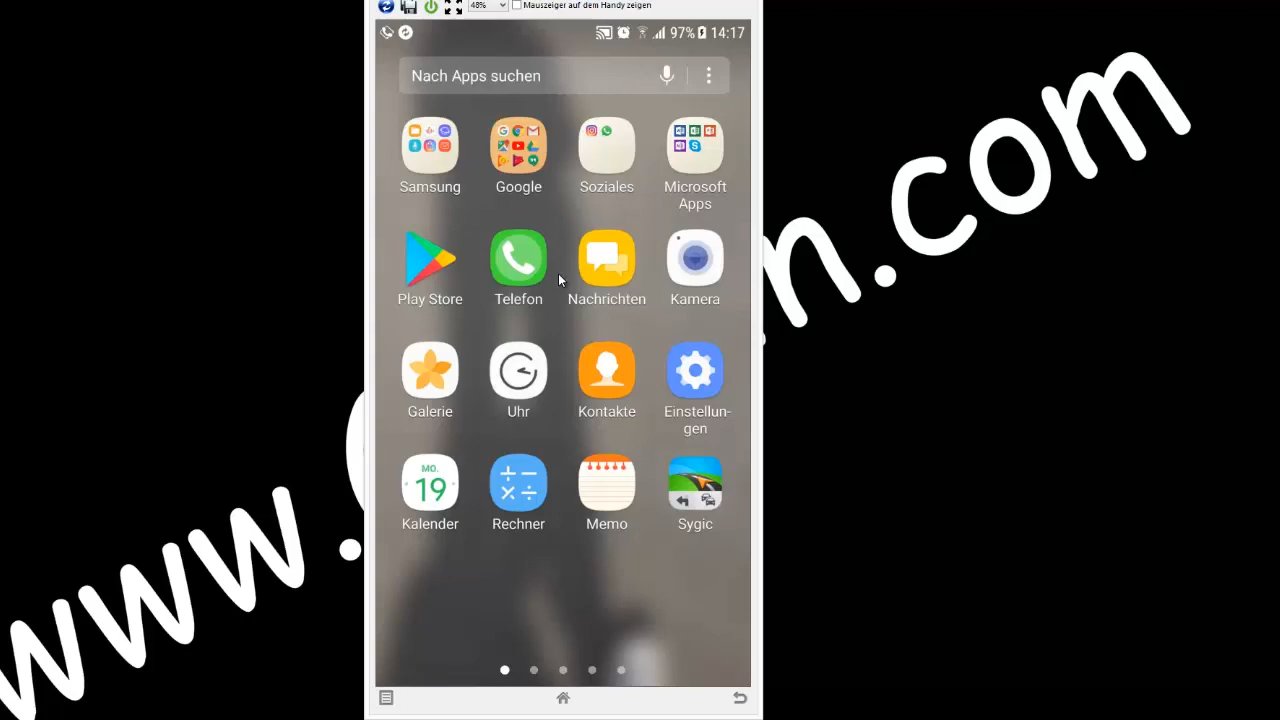 48%
Mauszeiger auf dem Handy zeigen
97% 14:17
Nach Apps suchen
Samsung
Google
Soziales
Microsoft
Apps
Play Store
Telefon
Nachrichten
Kamera
Galerie
Uhr
Kontakte
Einstellun-
gen
MO.
19
Kalender
Rechner
Memo
Sygic
www.
n.com